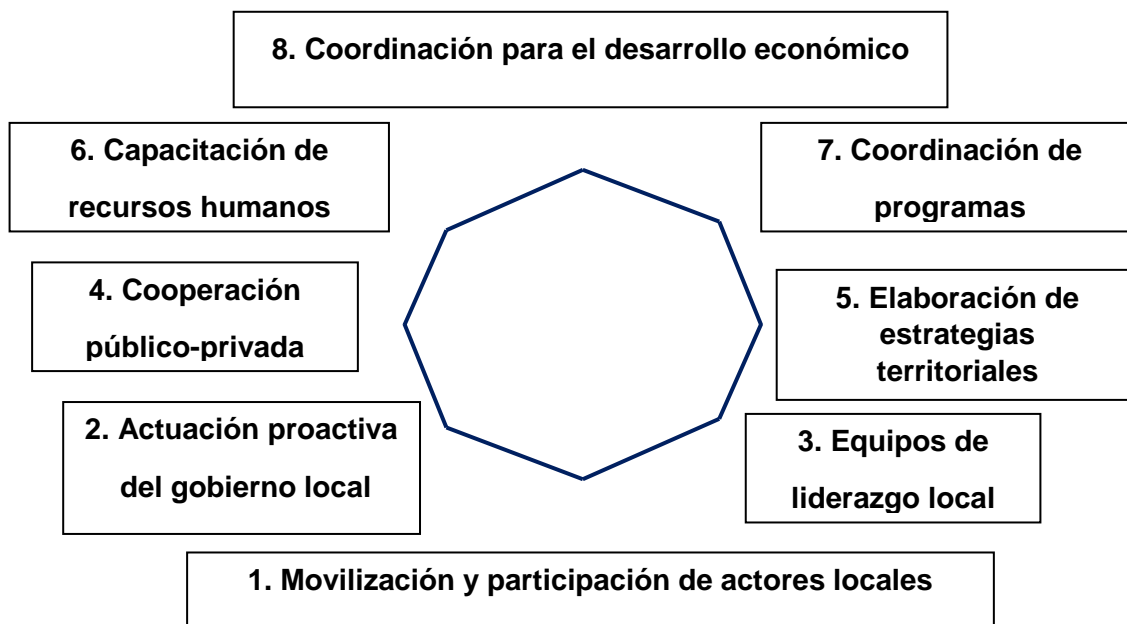 8. Coordinación para el desarrollo económico
6. Capacitación de
recursos humanos
7. Coordinación de
programas
4. Cooperación
público-privada
5. Elaboración de
estrategias
territoriales
2. Actuación proactiva
del gobierno local
3. Equipos de
liderazgo local
1. Movilización y participación de actores locales